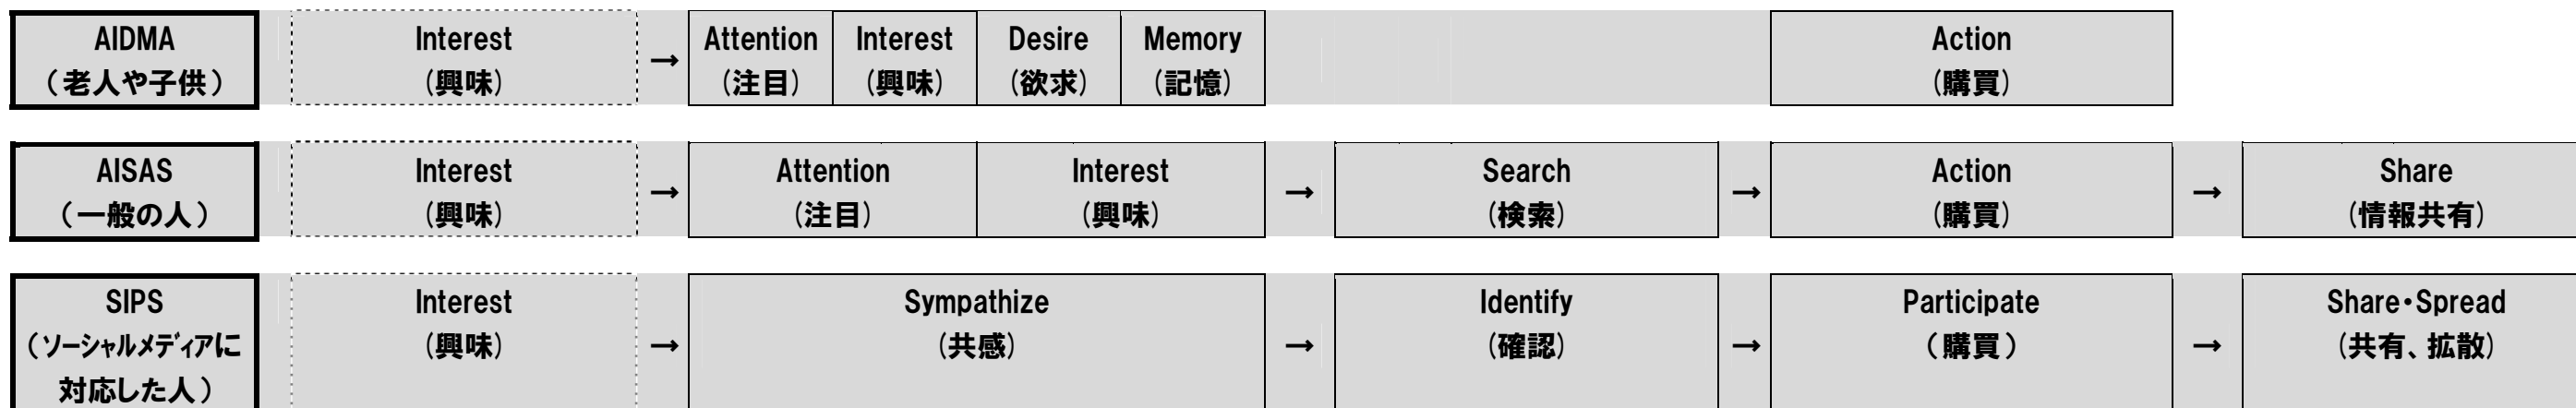 AIDMA
（老人や子供）
Interest
（興味）
→
Attention
（注目）
Interest
（興味）
Desire
（欲求）
Memory
（記憶）
Action
（購買）
AISAS
（一般の人）
Interest
（興味）
→
Attention
（注目）
Interest
（興味）
→
Search
（検索）
→
Action
（購買）
→
Share
（情報共有）
SIPS
（ソーシャルメディアに
対応した人）
Interest
（興味）
→
Sympathize
（共感）
→
Identify
（確認）
→
Participate
（購買）
→
Share・Spread
（共有、拡散）